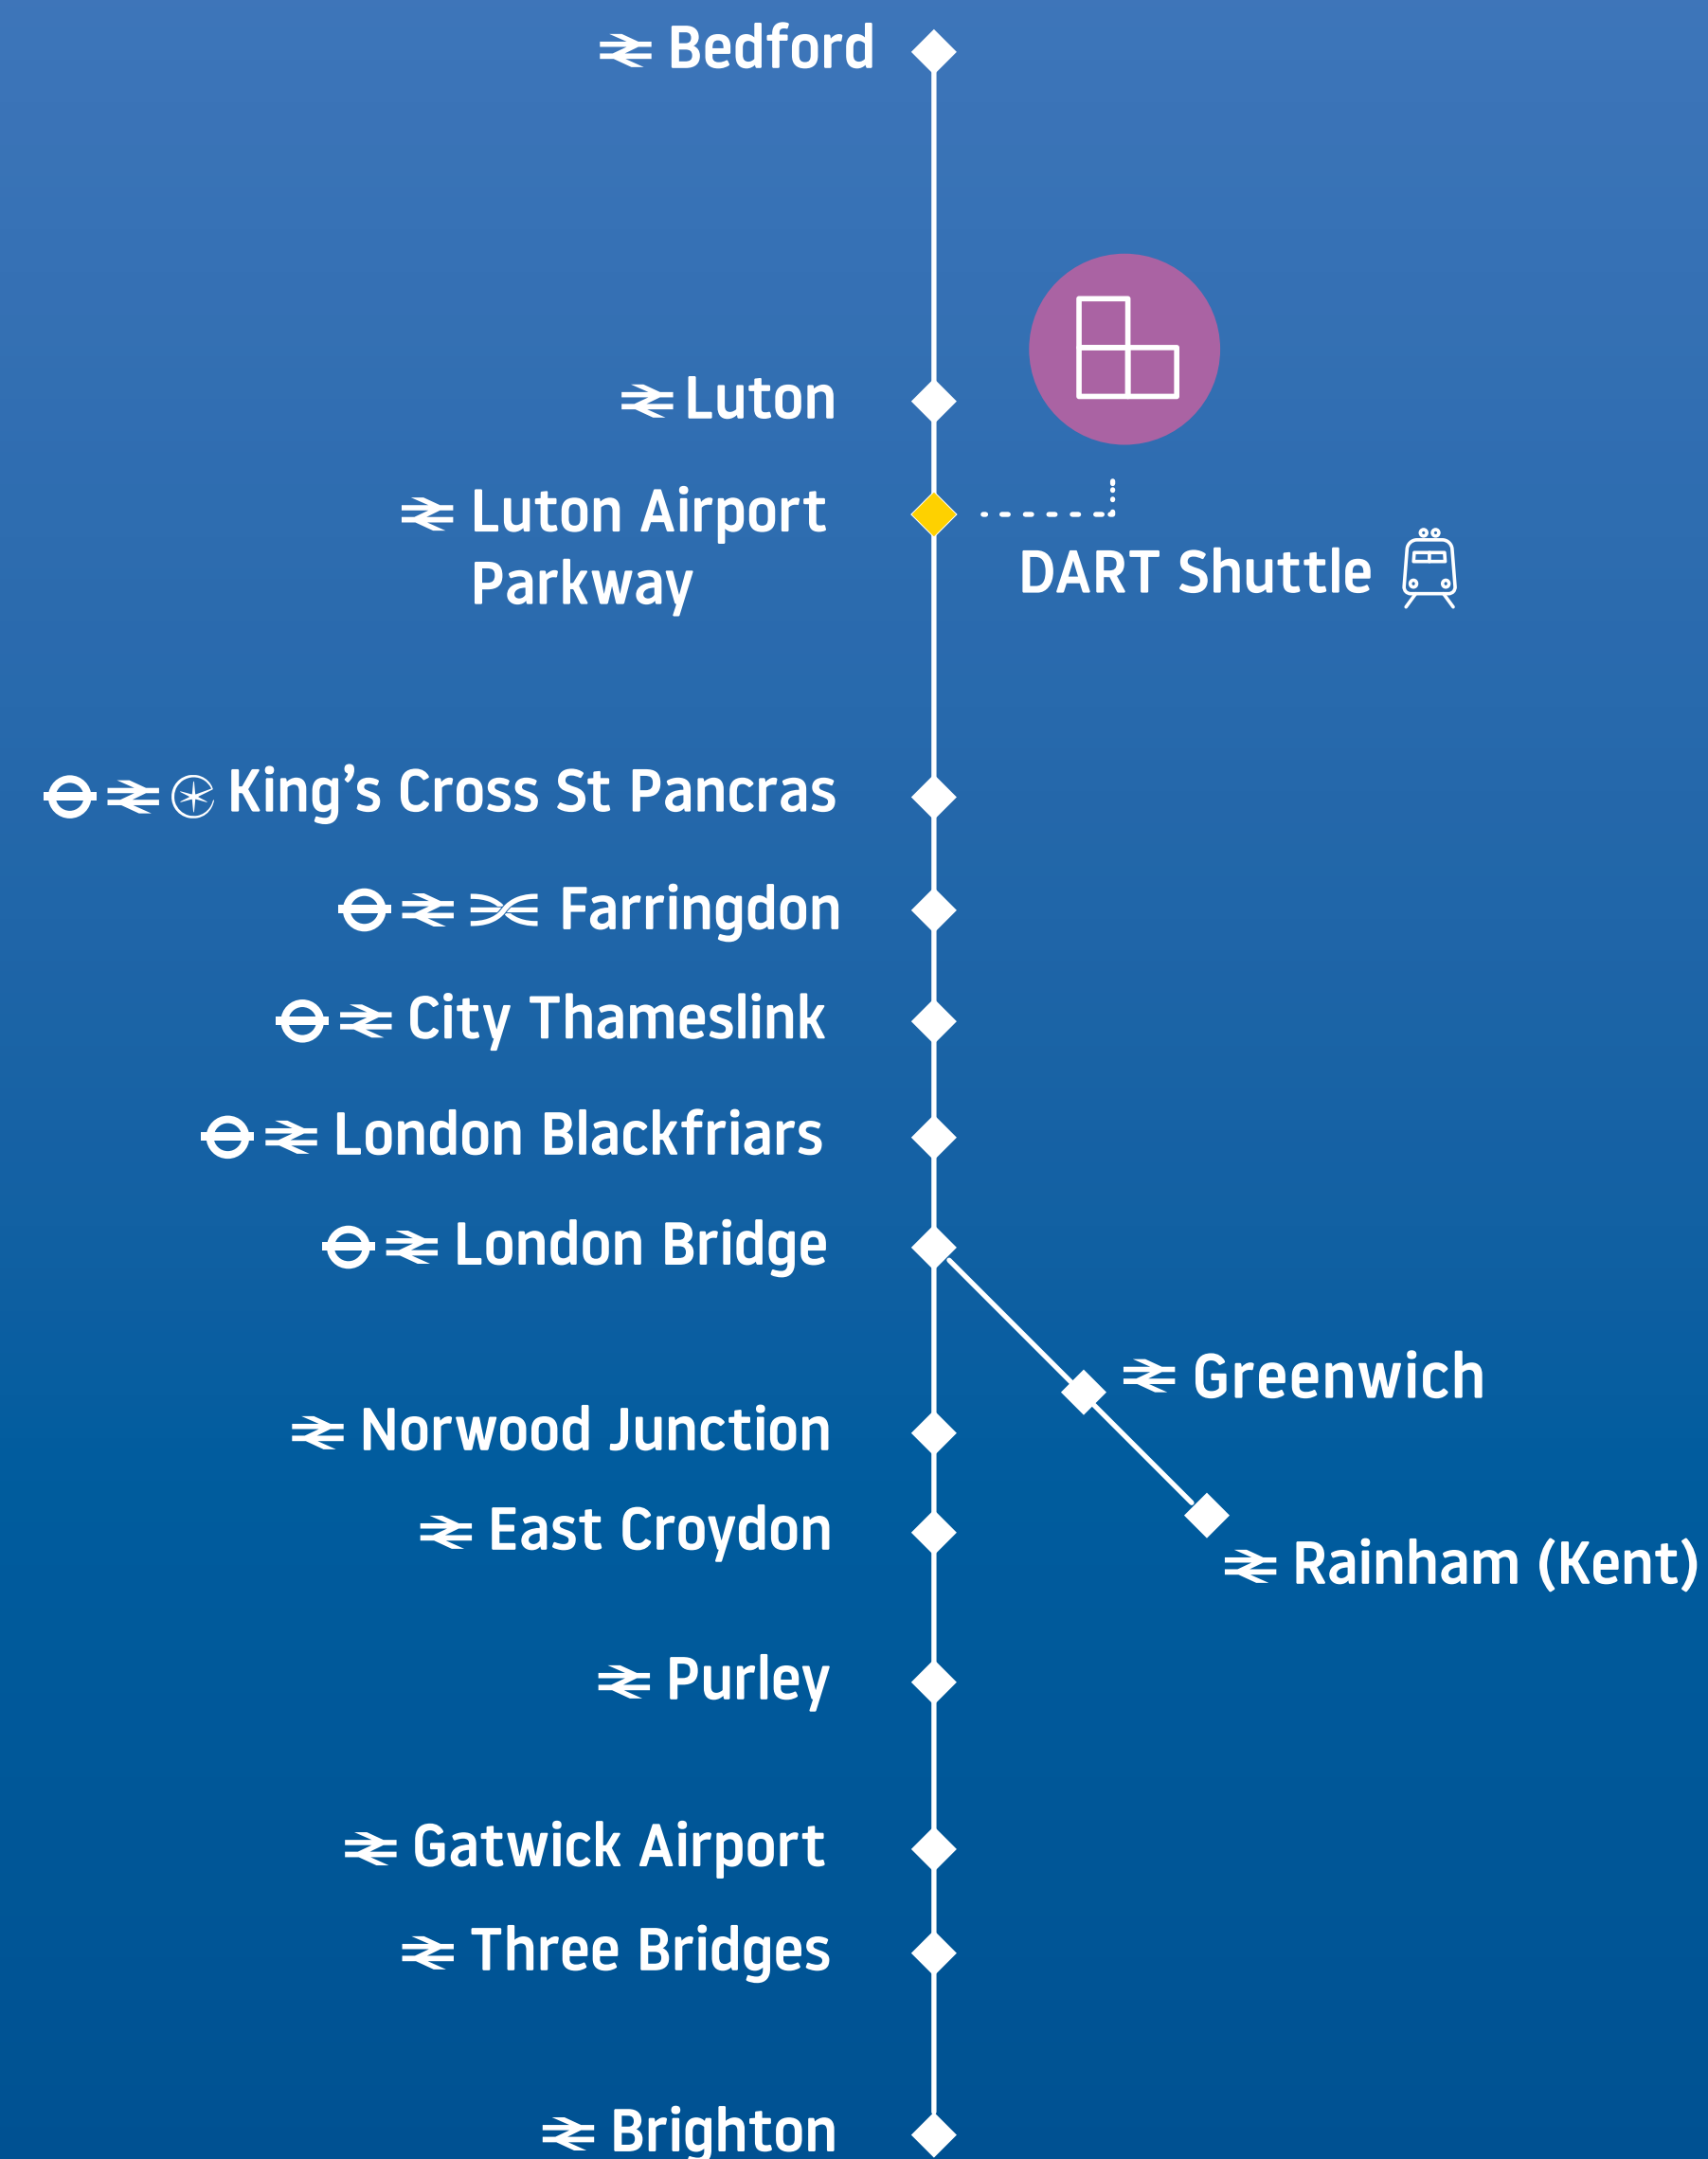 Bedford
Luton
Luton Airport
Parkway
DART Shuttle
King’s Cross St Pancras
Farringdon
City Thameslink
London Blackfriars
London Bridge
Greenwich
Norwood Junction
East Croydon
Rainham (Kent)
Purley
Gatwick Airport
Three Bridges
Brighton